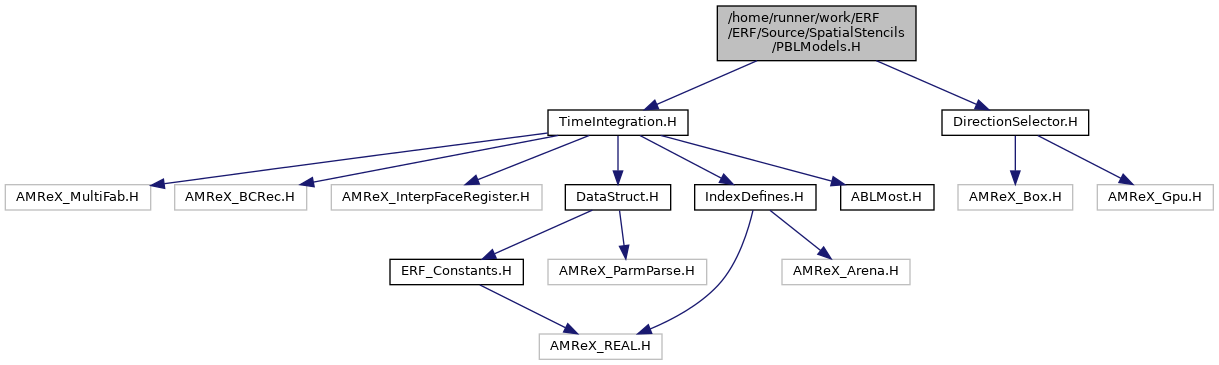 /home/runner/work/ERF
/ERF/Source/SpatialStencils
/PBLModels.H
TimeIntegration.H
DirectionSelector.H
AMReX_MultiFab.H
AMReX_BCRec.H
AMReX_InterpFaceRegister.H
DataStruct.H
IndexDefines.H
ABLMost.H
AMReX_Box.H
AMReX_Gpu.H
ERF_Constants.H
AMReX_ParmParse.H
AMReX_Arena.H
AMReX_REAL.H